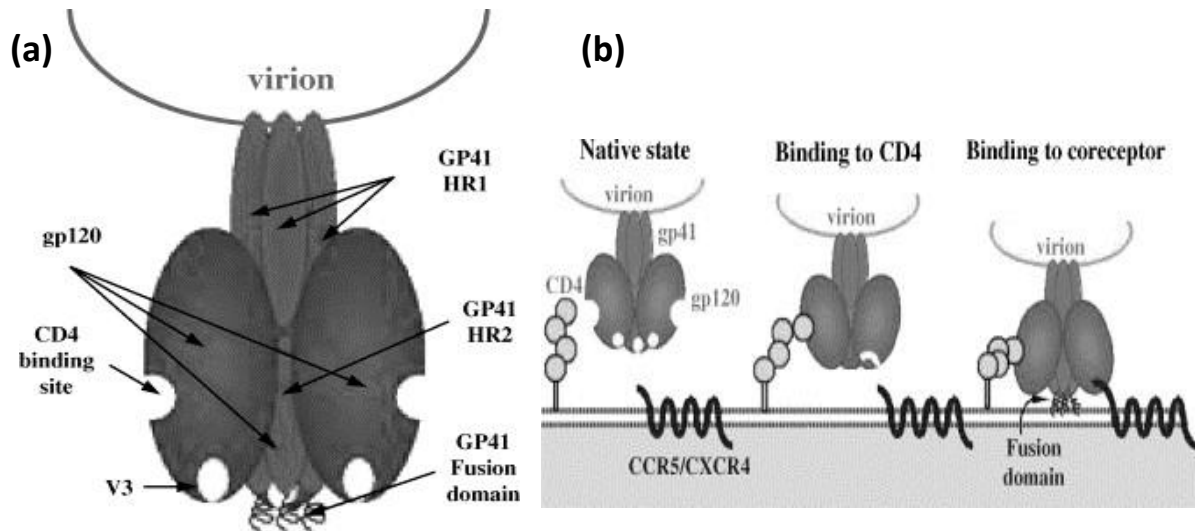 (a)
virion
GP41
HR1
gp120
CD4
binding
site
GP41
HR2
V3
GP41
Fusion
domain
(b)
Native state
virion
gp41
CD4
gp120
CCR5/CXCR4
Binding to CD4
virion
Binding to coreceptor
virion
Fusion
domain